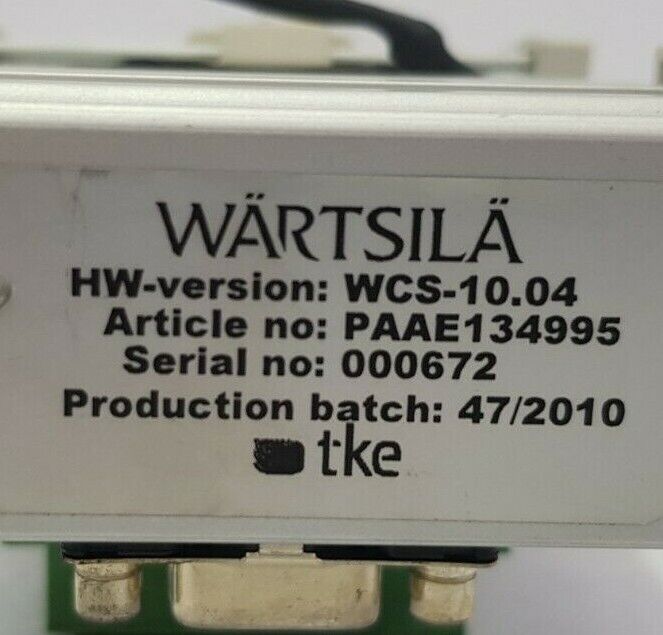 WÄRTSILÄ
HW-version: WCS-10.04
Article no: PAAE134995
Serial no: 000672
Production batch: 47/2010
tke